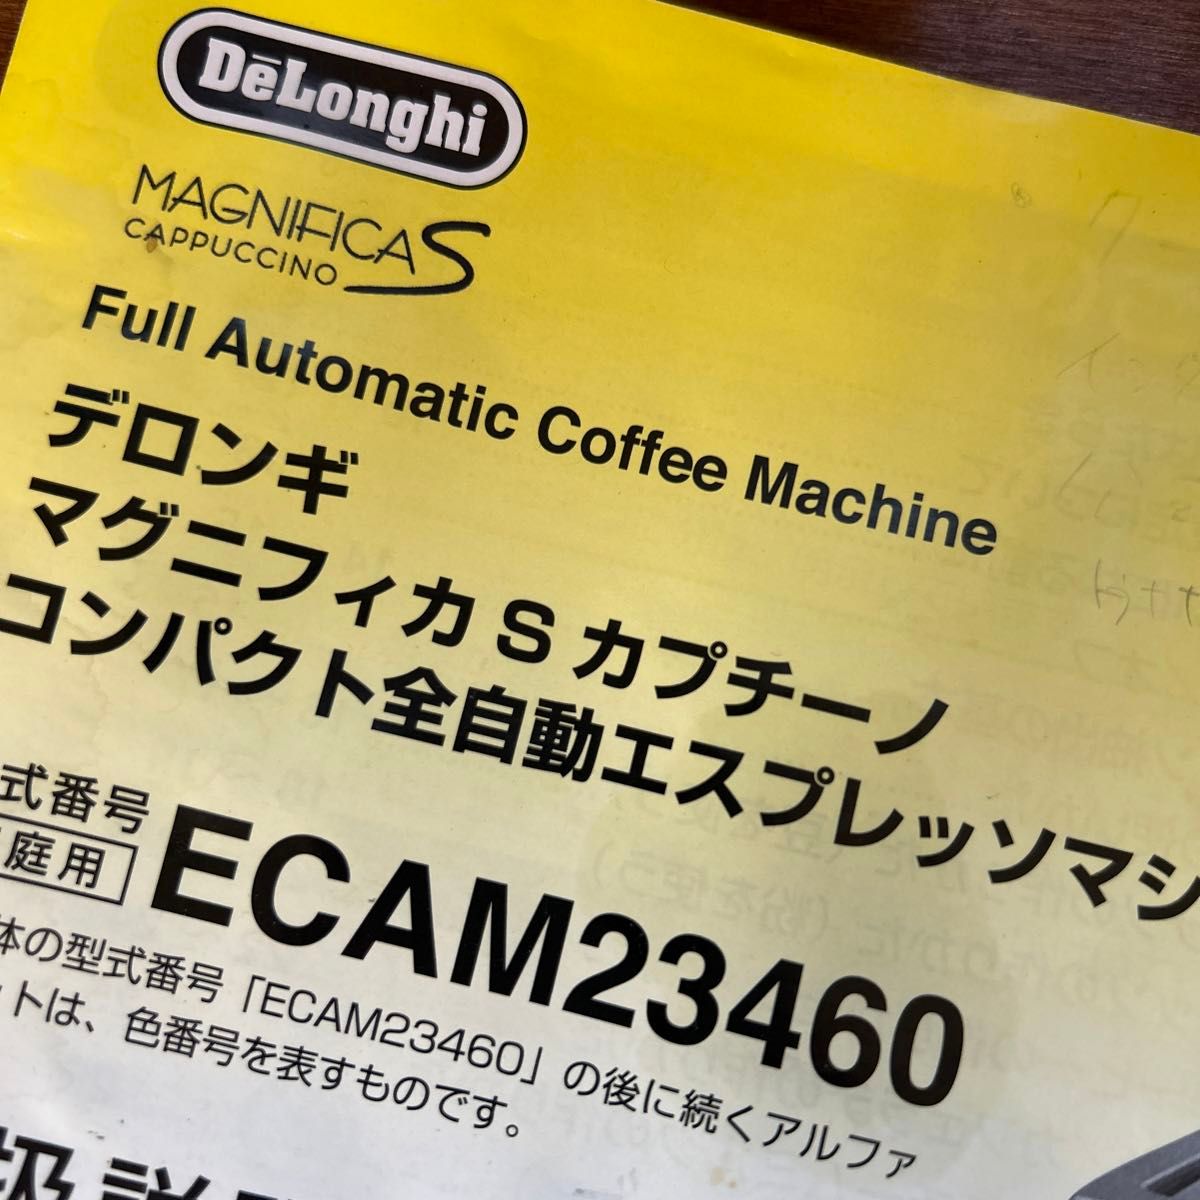 DeLonghi
MAGNIFICA S
CAPPUCCINO
Full Automatic Coffee Machine
デロンギ
マグニフィカ S カプチーノ
コンパクト全自動エスプレッソマシ
式番号
庭用
ECAM23460
体の型式番号「ECAM23460」の後に続くアルファ
ットは、色番号を表すものです。
扱説